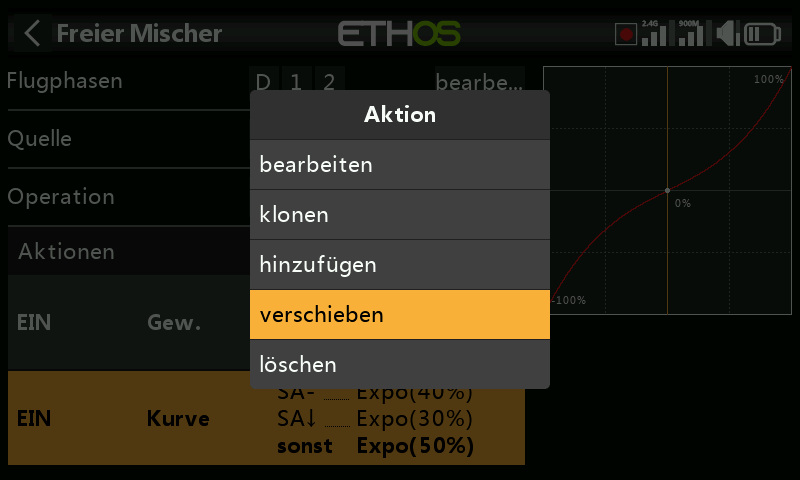 Freier Mischer
ETHOS
2.4G
900M
Flugphasen
D 1 2
bearbe...
100%
Quelle
Operation
Aktionen
0%
-100%
Aktion
bearbeiten
klonen
hinzufügen
verschieben
löschen
EIN Gew.
EIN Kurve
SA- Expo(40%)
SA↓ Expo(30%)
sonst Expo(50%)